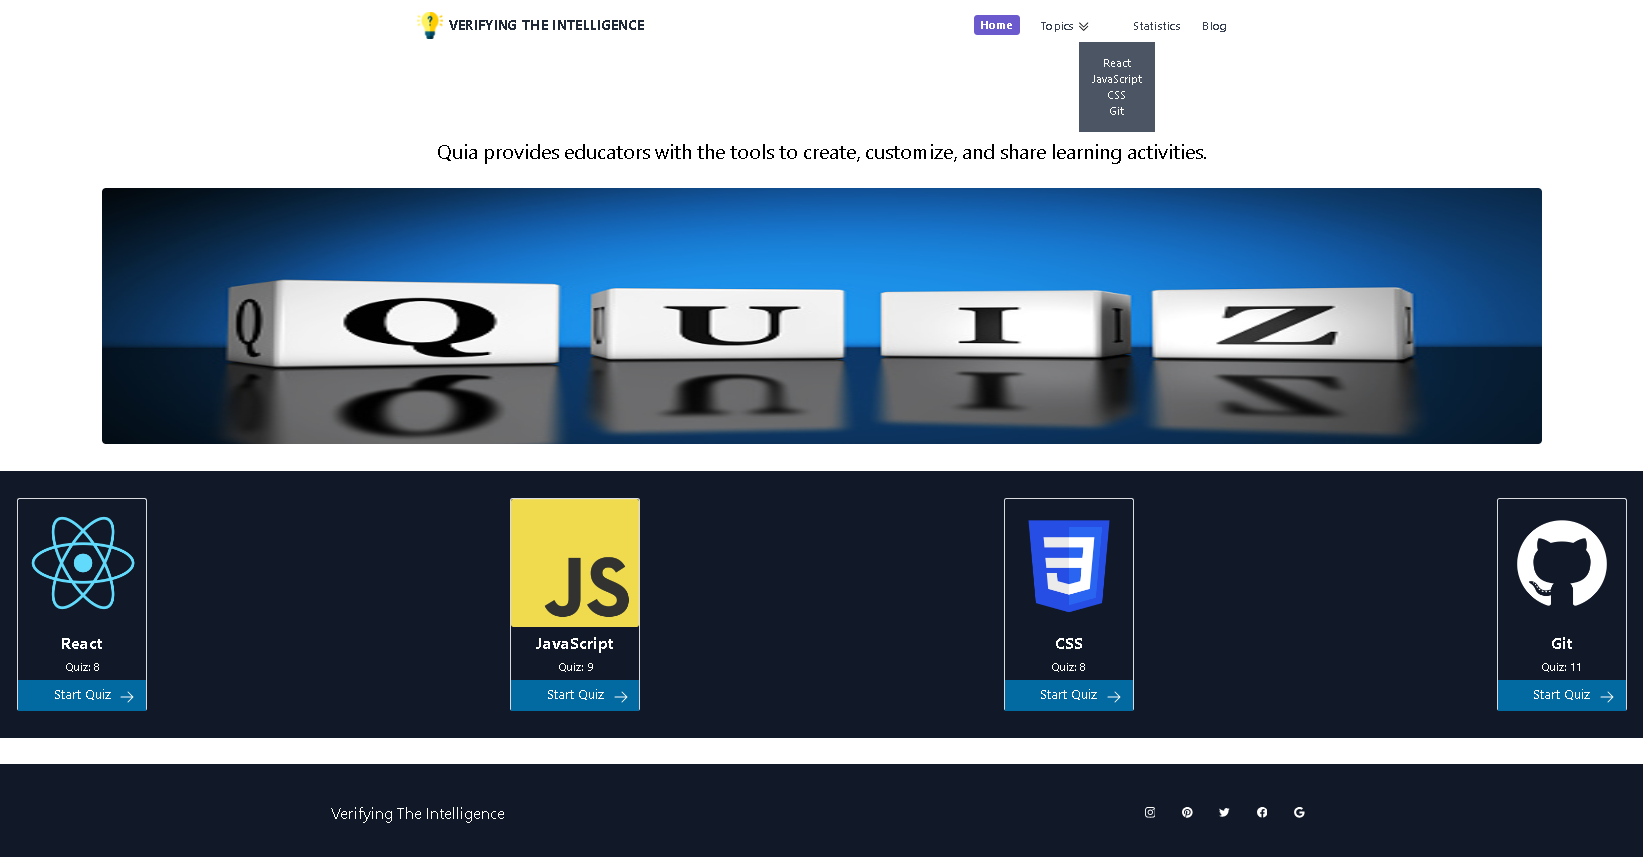 VERIFYING THE INTELLIGENCE
Home Topics Statistics Blog
React
JavaScript
CSS
Git
Quia provides educators with the tools to create, customize, and share learning activities.
Q Q U I I Z
JS
React
Quiz: 8
Start Quiz
JavaScript
Quiz: 9
Start Quiz
CSS
Quiz: 8
Start Quiz
Git
Quiz: 11
Start Quiz
Verifying The Intelligence